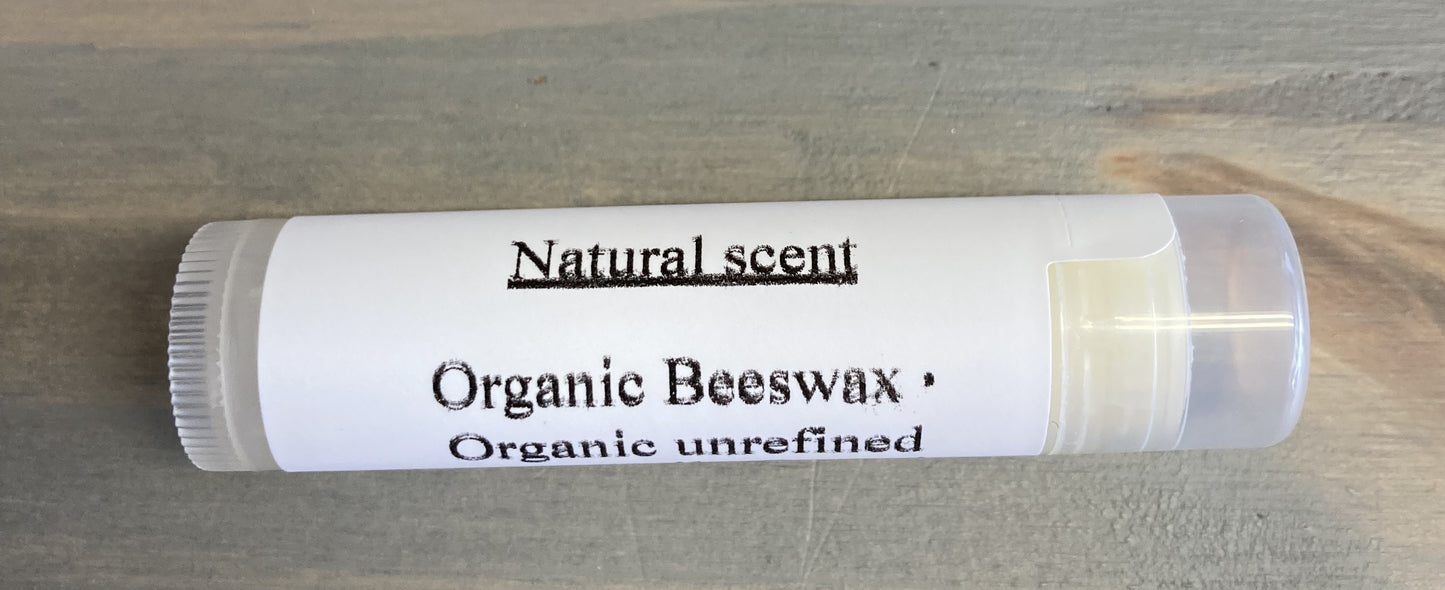 Natural scent
Organic Beeswax •
Organic unrefined